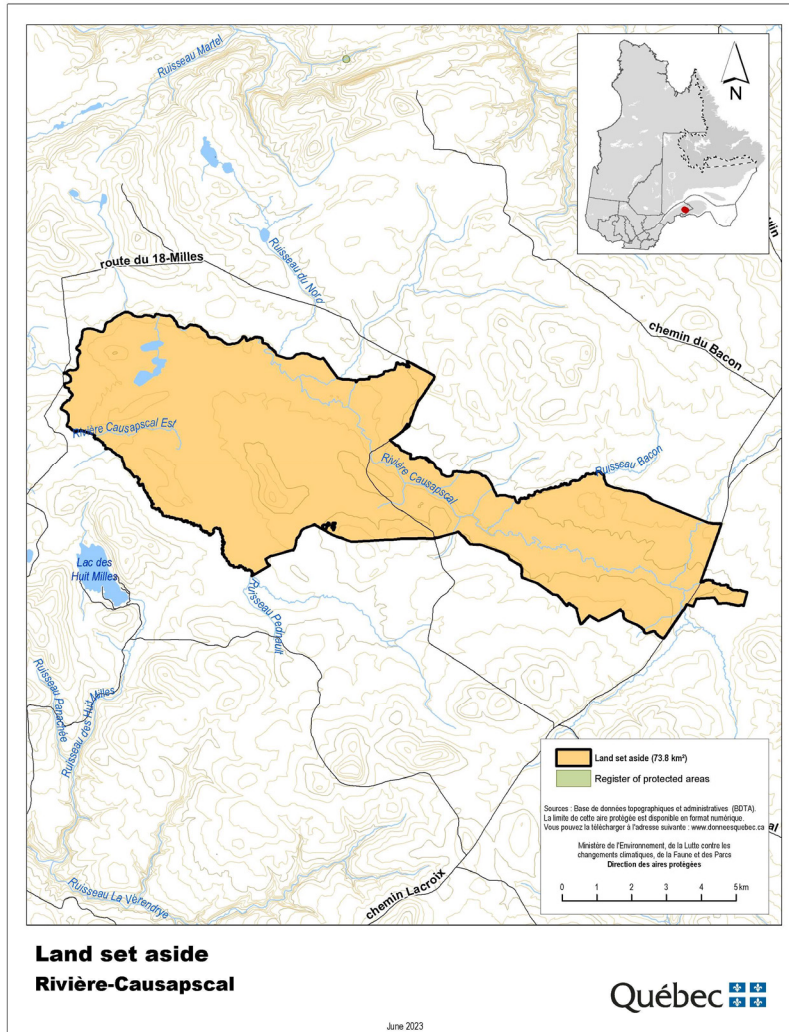 Ruisseau Martel
N
route du 18-Milles
Ruisseau du Nord
uin
chemin du Bacon
Rivière Causapscal Est
Rivière Causapscal
Ruisseau Bacon
Lac des
Huit Milles
Ruisseau Pedneult
Ruisseau Panachée
Ruisseau des Huit Milles
Ruisseau La Vérendrye
chemin Lacroix
al
Land set aside (73.8 km²)
Register of protected areas
Sources : Base de données topographiques et administratives (BDTA).
La limite de cette aire protégée est disponible en format numérique.
Vous pouvez la télécharger à l'adresse suivante : www.donneesquebec.ca
Ministère de l'Environnement, de la Lutte contre les
changements climatiques, de la Faune et des Parcs
Direction des aires protégées
0 1 2 3 4 5 km
Land set aside
Rivière-Causapscal
Québec
June 2023